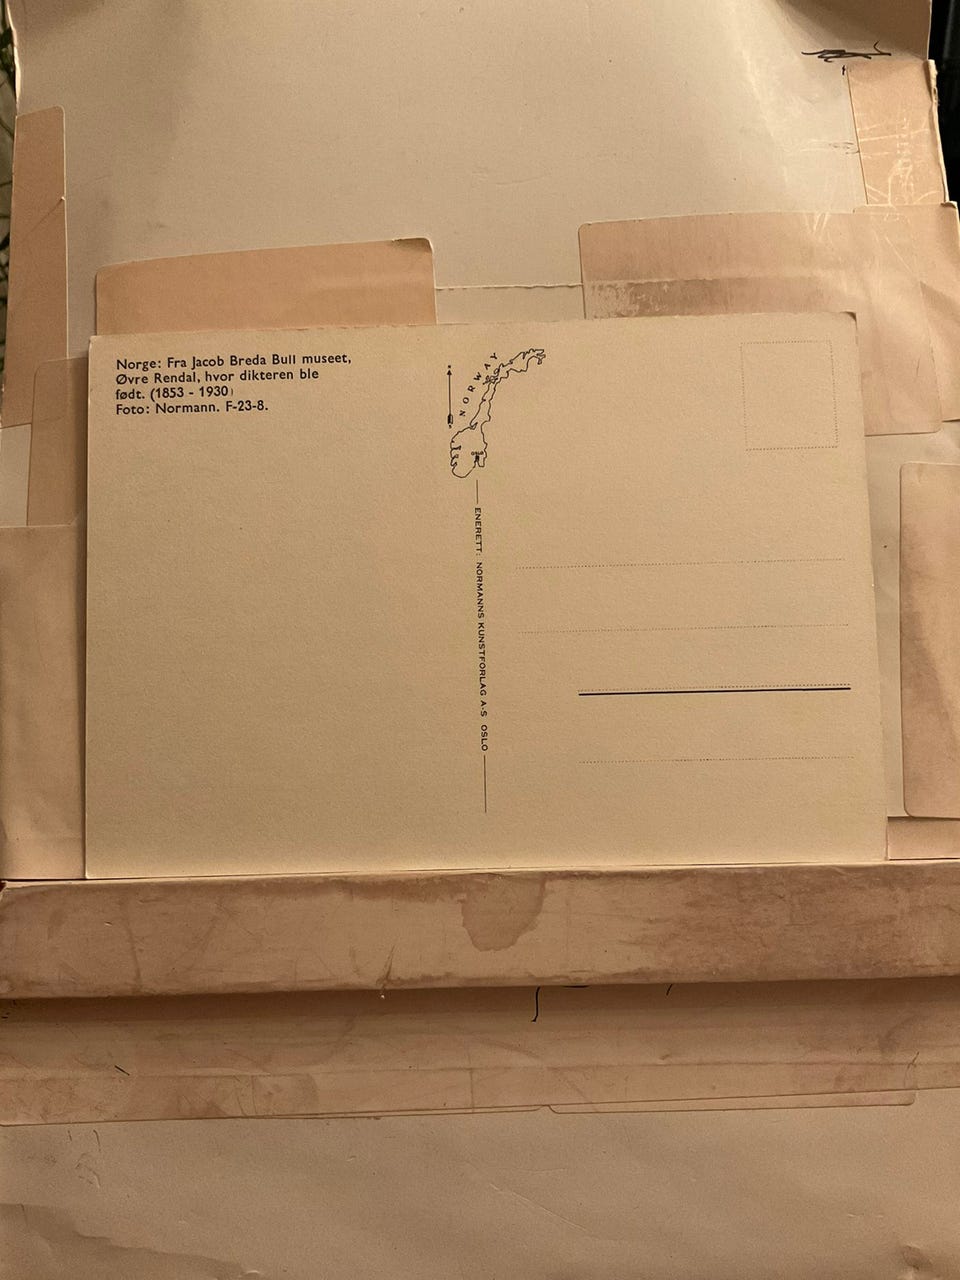 Norge: Fra Jacob Breda Bull museet,
Øvre Rendal, hvor dikteren ble
født. (1853 - 1930)
Foto: Normann. F-23-8.
NORWAY
OSLO
ENERETT: NORMANNS KUNSTFORLAG A-S OSLO